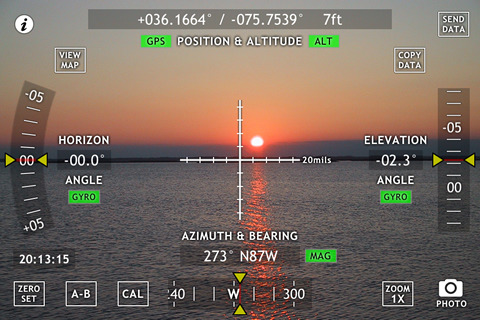 +036.1664° / -075.7539° 7ft
SEND DATA
GPS POSITION & ALTITUDE ALT
VIEW MAP
COPY DATA
-05
00
+05
HORIZON
-00.0°
ANGLE
GYRO
20mils
ELEVATION
-02.3°
ANGLE
GYRO
-05
00
AZIMUTH & BEARING
273° N87W MAG
20:13:15
ZERO SET
A-B
CAL
240 W 300
ZOOM 1X
PHOTO